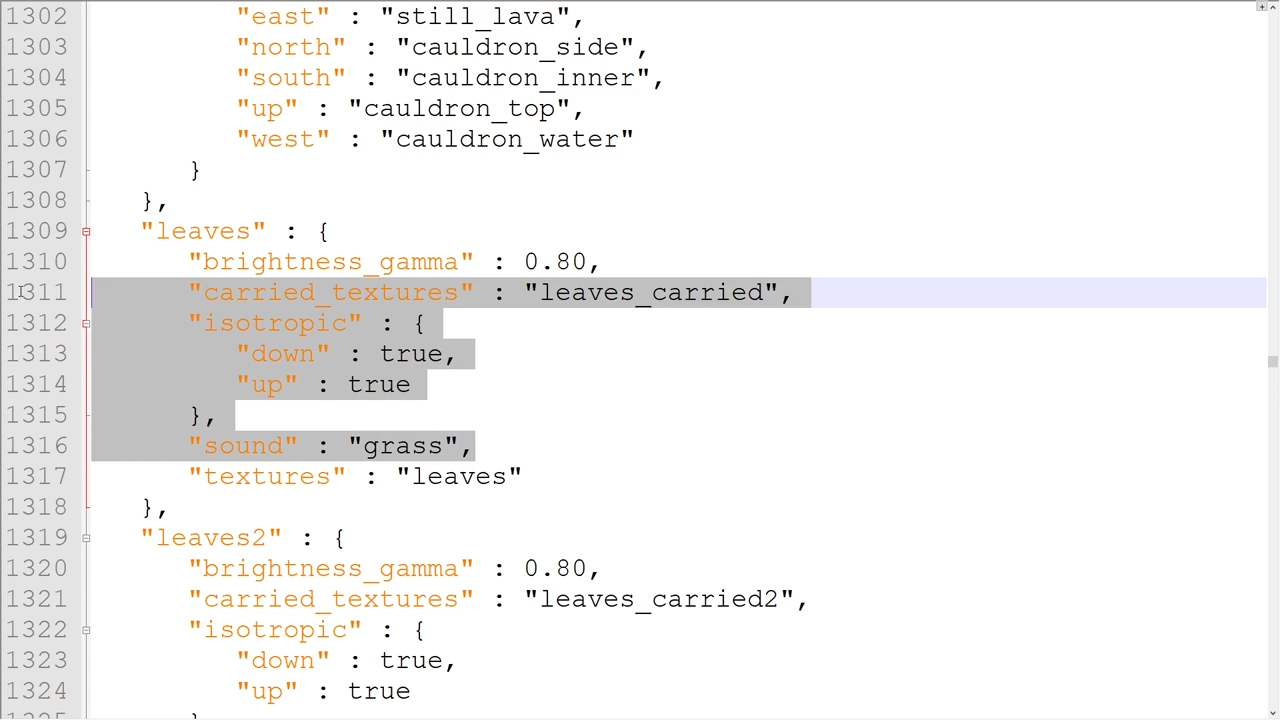 1302 "east" : "still_lava",
1303 "north" : "cauldron_side",
1304 "south" : "cauldron_inner",
1305 "up" : "cauldron_top",
1306 "west" : "cauldron_water"
1307 }
1308 },
1309 "leaves" : {
1310 "brightness_gamma" : 0.80,
1311 "carried_textures" : "leaves_carried",
1312 "isotropic" : {
1313 "down" : true,
1314 "up" : true
1315 },
1316 "sound" : "grass",
1317 "textures" : "leaves"
1318 },
1319 "leaves2" : {
1320 "brightness_gamma" : 0.80,
1321 "carried_textures" : "leaves_carried2",
1322 "isotropic" : {
1323 "down" : true,
1324 "up" : true